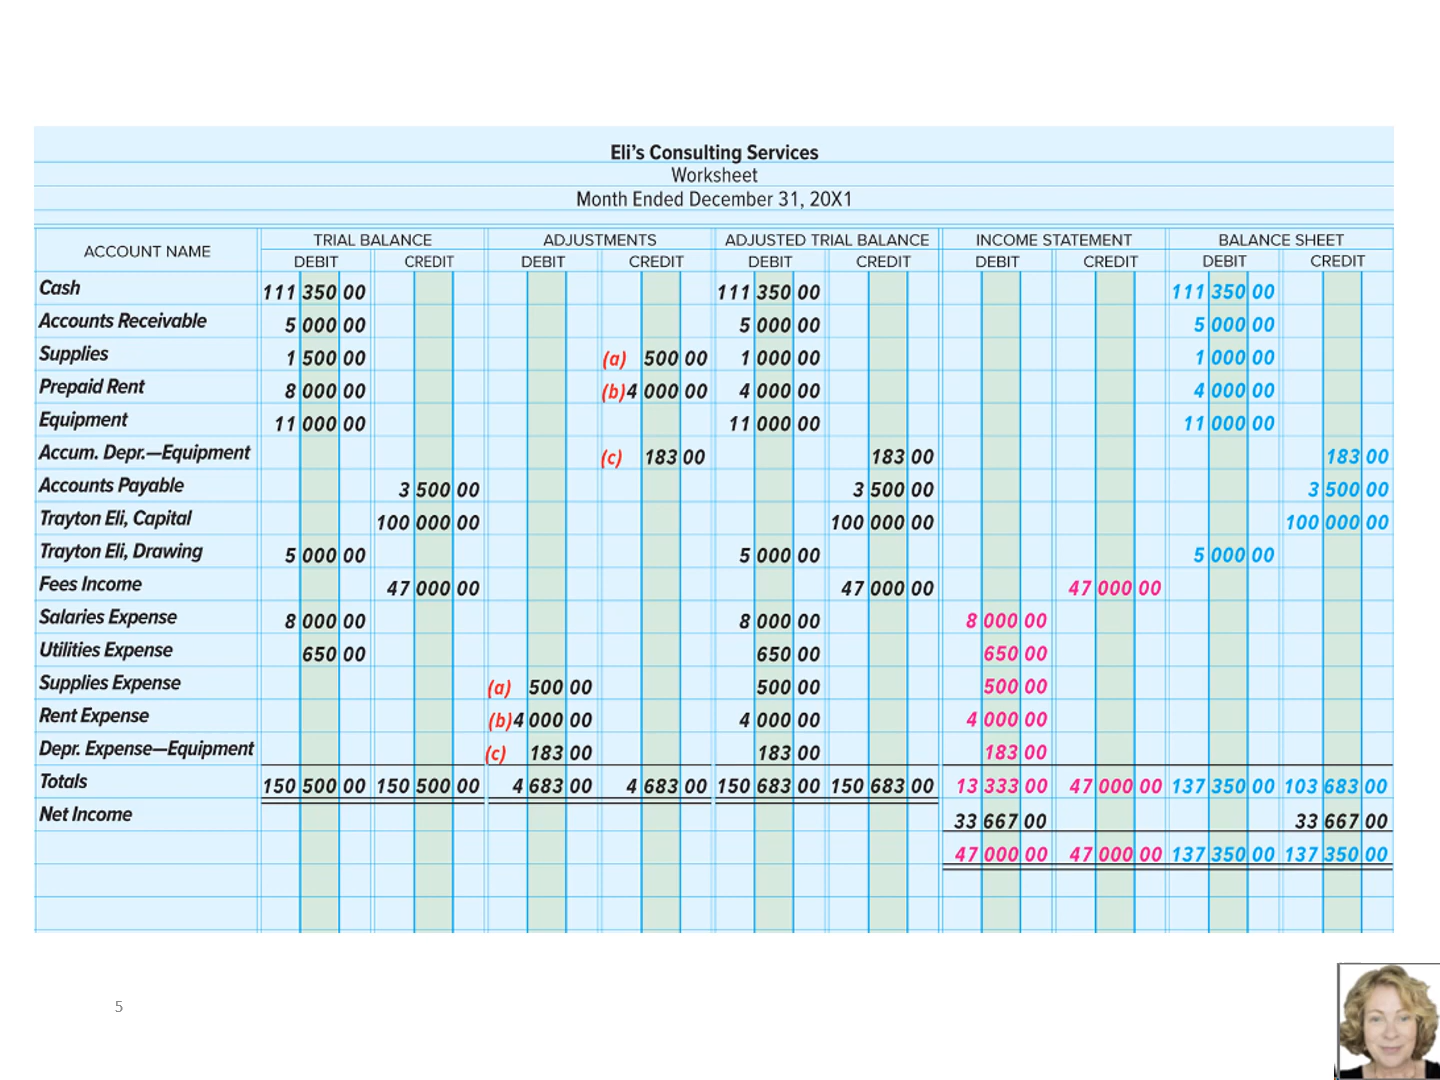 Eli's Consulting Services
Worksheet
Month Ended December 31, 20X1
ACCOUNT NAME TRIAL BALANCE ADJUSTMENTS ADJUSTED TRIAL BALANCE INCOME STATEMENT BALANCE SHEET
DEBIT CREDIT DEBIT CREDIT DEBIT CREDIT DEBIT CREDIT DEBIT CREDIT
Cash 111 350 00 111 350 00 111 350 00
Accounts Receivable 5 000 00 5 000 00 5 000 00
Supplies 1 500 00 (a) 500 00 1 000 00 1 000 00
Prepaid Rent 8 000 00 (b) 4 000 00 4 000 00 4 000 00
Equipment 11 000 00 11 000 00 11 000 00
Accum. Depr.—Equipment (c) 183 00 183 00 183 00
Accounts Payable 3 500 00 3 500 00 3 500 00
Trayton Eli, Capital 100 000 00 100 000 00 100 000 00
Trayton Eli, Drawing 5 000 00 5 000 00 5 000 00
Fees Income 47 000 00 47 000 00 47 000 00
Salaries Expense 8 000 00 8 000 00 8 000 00
Utilities Expense 650 00 650 00 650 00
Supplies Expense (a) 500 00 500 00 500 00
Rent Expense (b) 4 000 00 4 000 00 4 000 00
Depr. Expense—Equipment (c) 183 00 183 00 183 00
Totals 150 500 00 150 500 00 4 683 00 4 683 00 150 683 00 150 683 00 13 333 00 47 000 00 137 350 00 103 683 00
Net Income 33 667 00 33 667 00
47 000 00 47 000 00 137 350 00 137 350 00
5